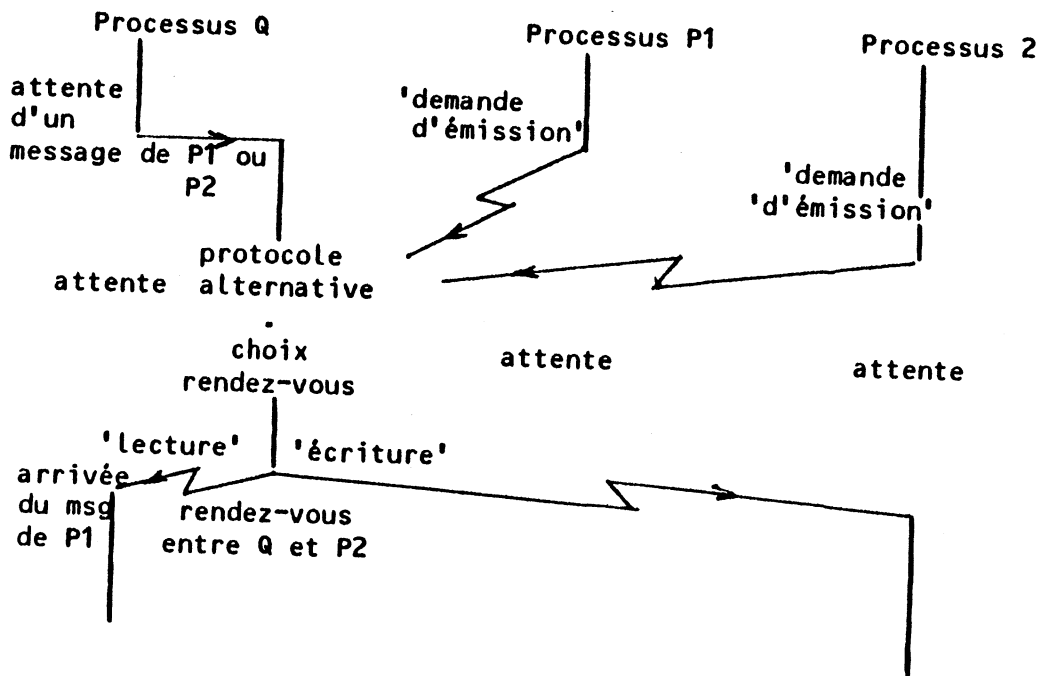 Processus Q
Processus P1
Processus 2
attente
d'un
message de P1 ou
P2
'demande
d'émission'
'demande
'd'émission'
protocole
attente alternative
choix
rendez-vous
attente
attente
'lecture'
'écriture'
arrivée
du msg
de P1
rendez-vous
entre Q et P2